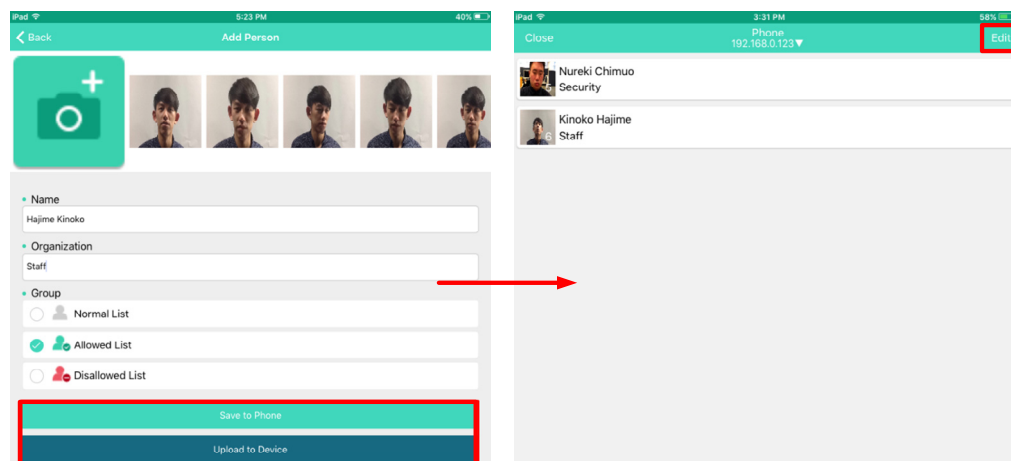 iPad 5:23 PM 40%
Back Add Person
Name
Hajime Kinoko
Organization
Staff
Group
Normal List
Allowed List
Disallowed List
Save to Phone
Upload to Device
iPad 3:31 PM 58%
Close Phone Edit
192.168.0.123▼
Nureki Chimuo
5
Security
Kinoko Hajime
6
Staff